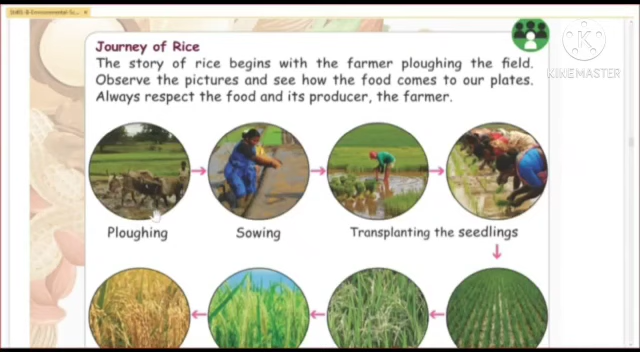 Journey of Rice
The story of rice begins with the farmer ploughing the field.
Observe the pictures and see how the food comes to our plates.
Always respect the food and its producer, the farmer.
KINEMASTER
Ploughing
Sowing
Transplanting the seedlings